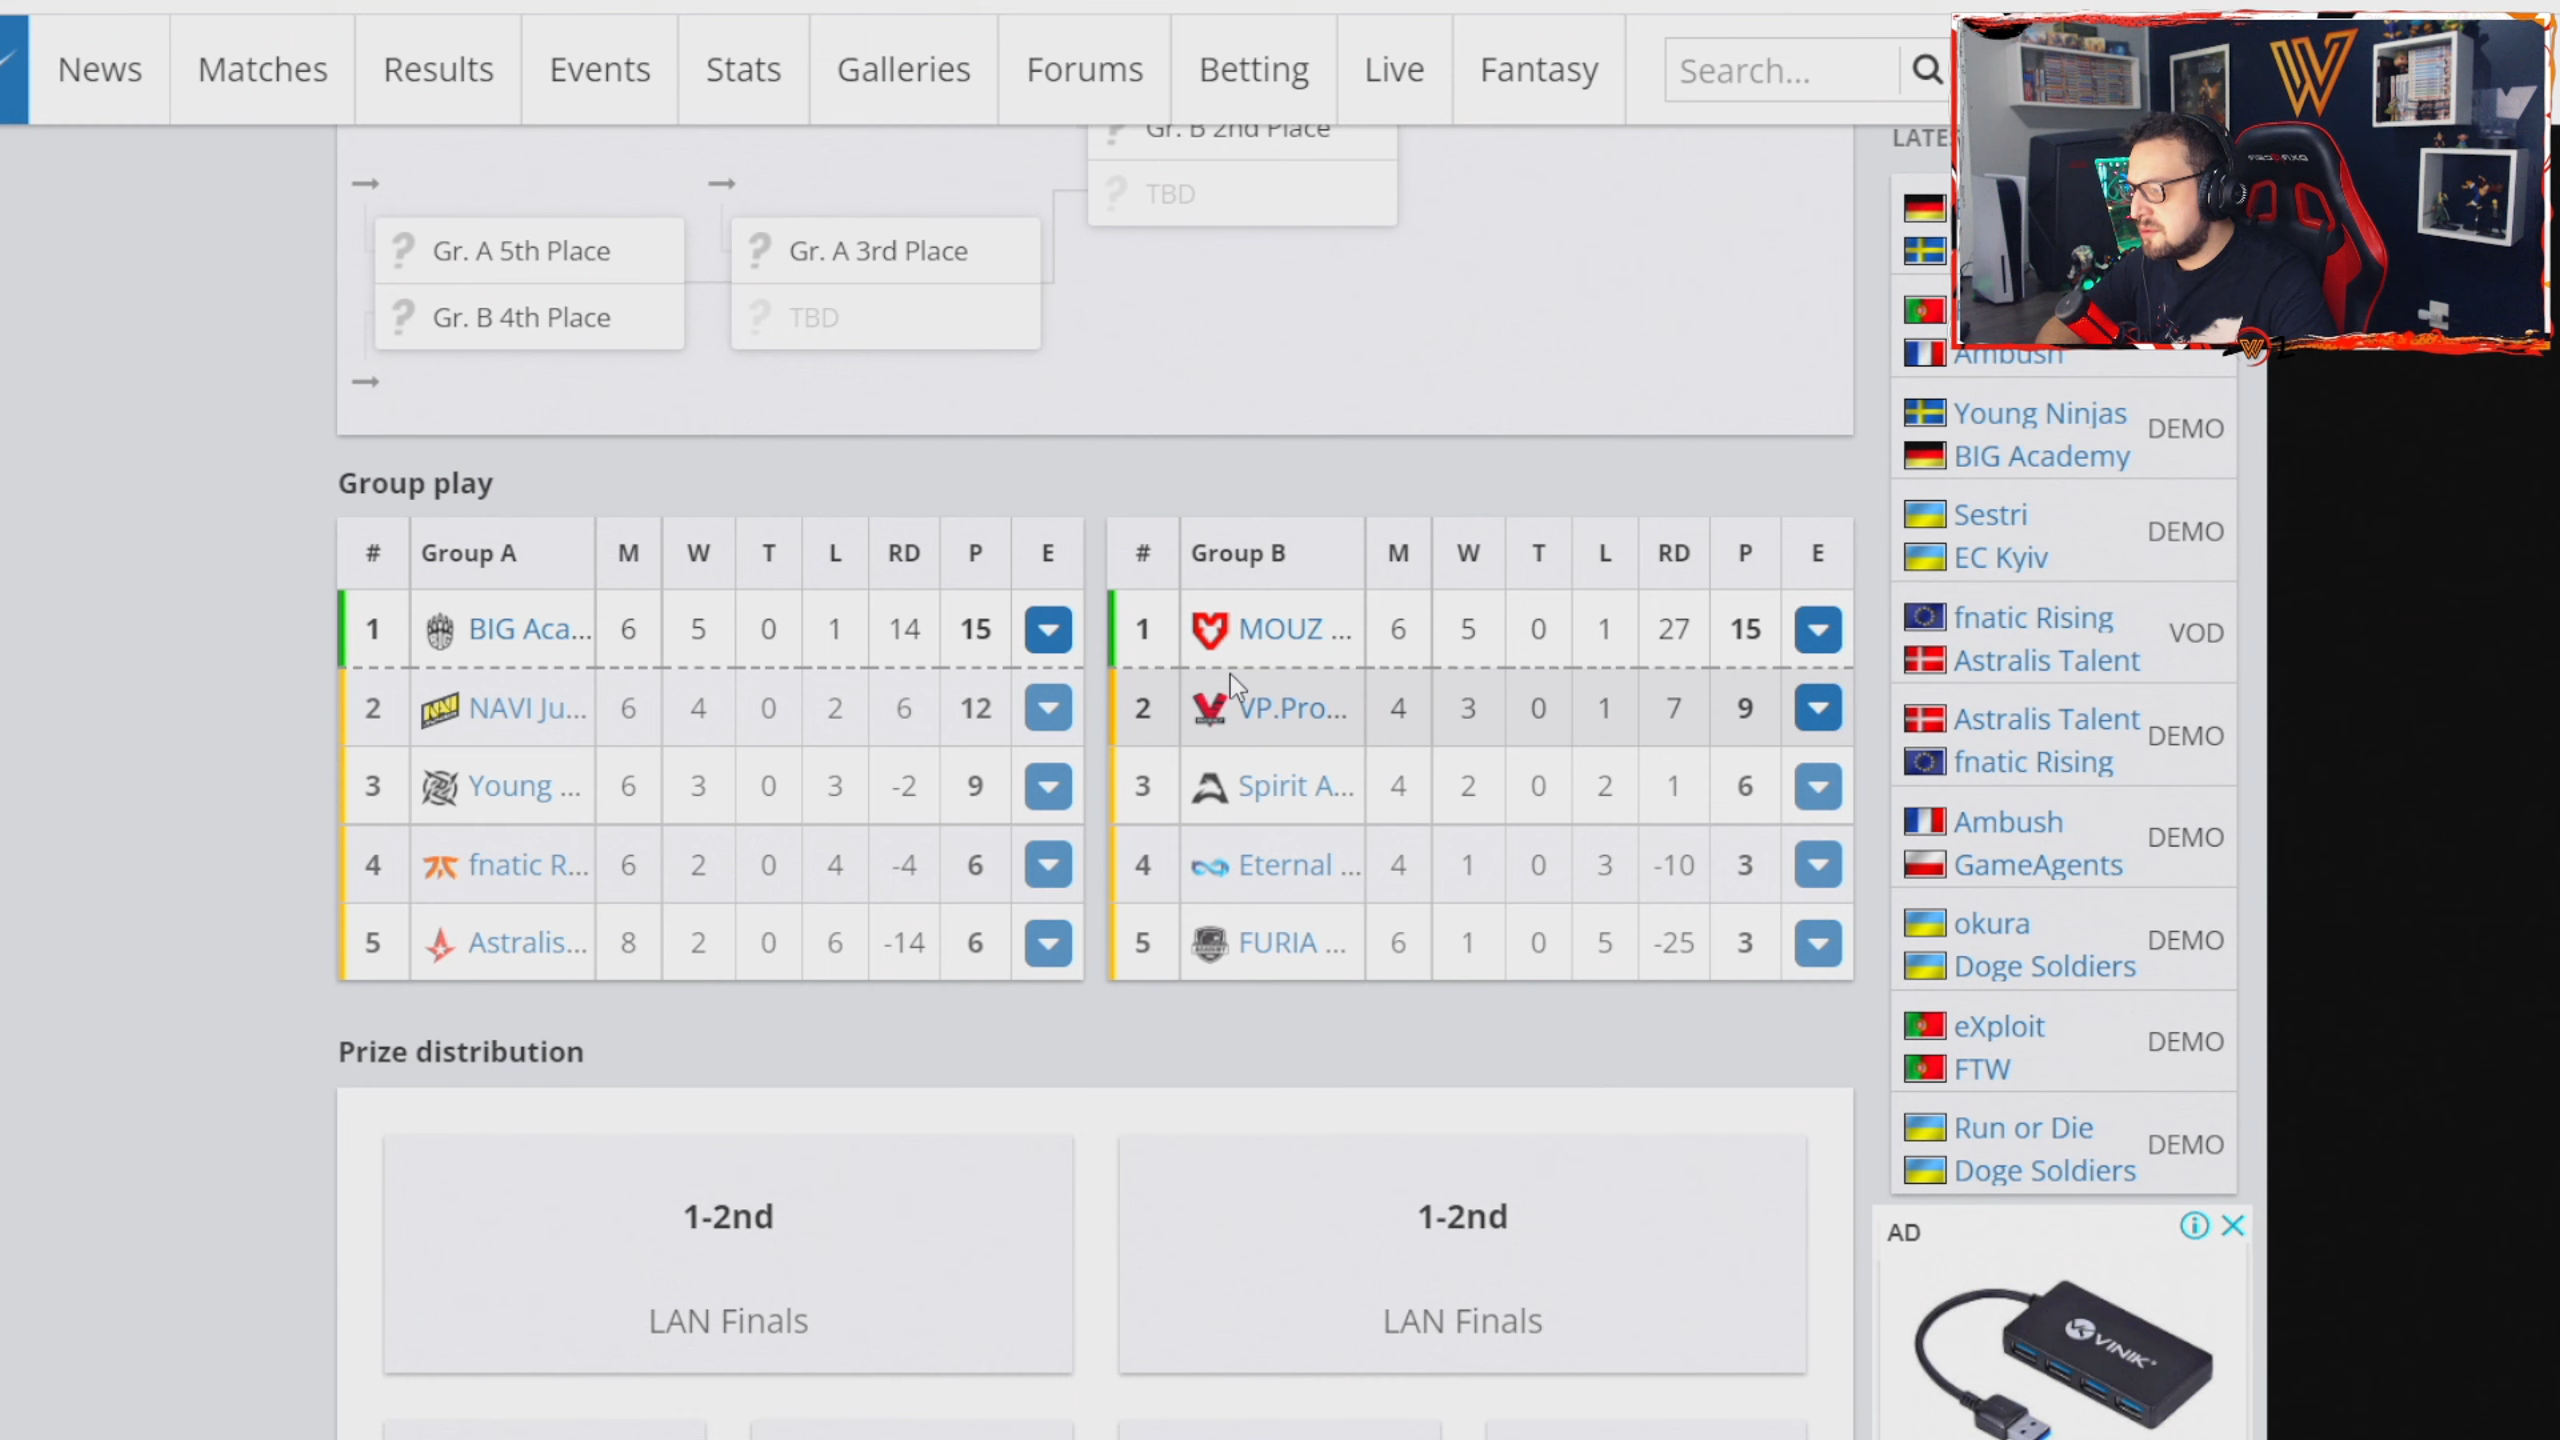 News Matches Results Events Stats Galleries Forums Betting Live Fantasy Search...
Gr. B 2nd Place
TBD
Gr. A 5th Place
Gr. B 4th Place
Gr. A 3rd Place
TBD
Group play
# Group A M W T L RD P E
1 BIG Aca... 6 5 0 1 14 15
2 NAVI Ju... 6 4 0 2 6 12
3 Young ... 6 3 0 3 -2 9
4 fnatic R... 6 2 0 4 -4 6
5 Astralis... 8 2 0 6 -14 6
# Group B M W T L RD P E
1 MOUZ ... 6 5 0 1 27 15
2 VP.Pro... 4 3 0 1 7 9
3 Spirit A... 4 2 0 2 1 6
4 Eternal ... 4 1 0 3 -10 3
5 FURIA ... 6 1 0 5 -25 3
Prize distribution
1-2nd
LAN Finals
1-2nd
LAN Finals
Ambush
Young Ninjas
BIG Academy
DEMO
Sestri
EC Kyiv
DEMO
fnatic Rising
Astralis Talent
VOD
Astralis Talent
fnatic Rising
DEMO
Ambush
GameAgents
DEMO
okura
Doge Soldiers
DEMO
eXploit
FTW
DEMO
Run or Die
Doge Soldiers
DEMO
AD
VINIK